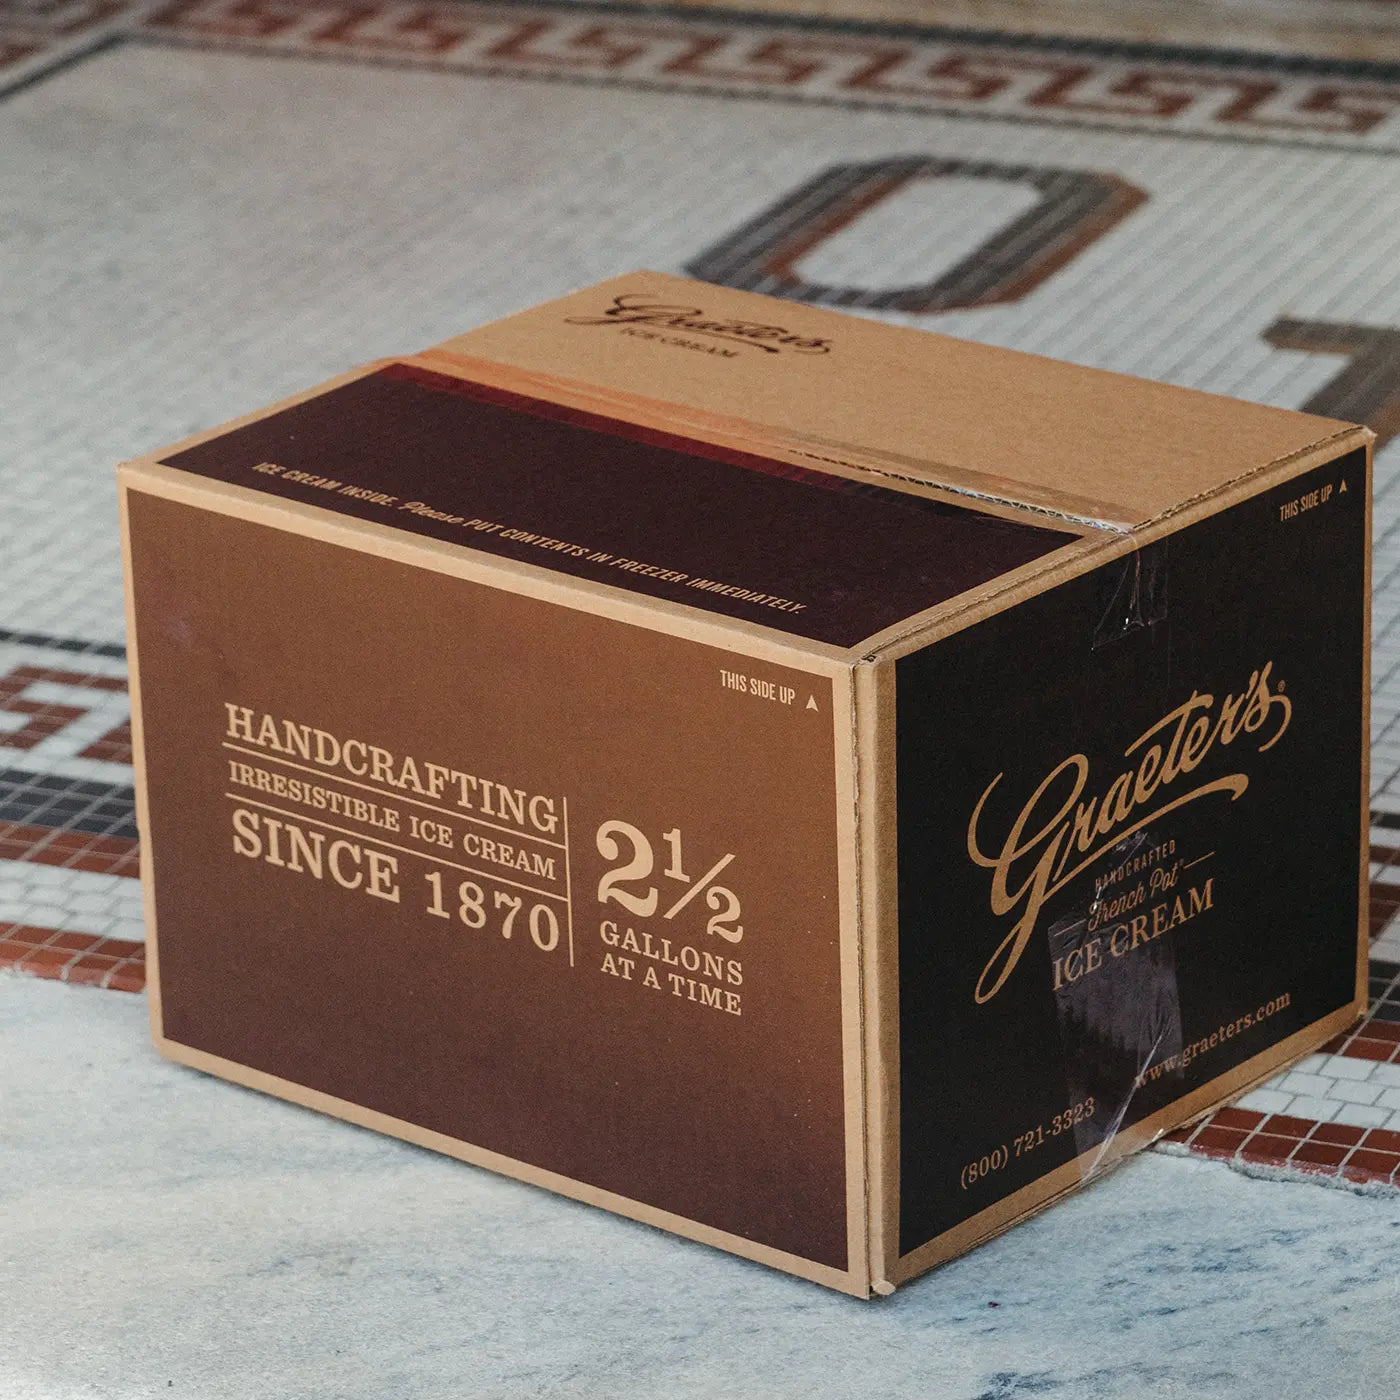 Graeter's
ICE CREAM
ICE CREAM INSIDE. Please PUT CONTENTS IN FREEZER IMMEDIATELY.
THIS SIDE UP
HANDCRAFTING
IRRESISTIBLE ICE CREAM
SINCE 1870
2 1/2
GALLONS
AT A TIME
THIS SIDE UP
Graeter's®
HANDCRAFTED
French Pot®
ICE CREAM
www.graeters.com
(800) 721-3323